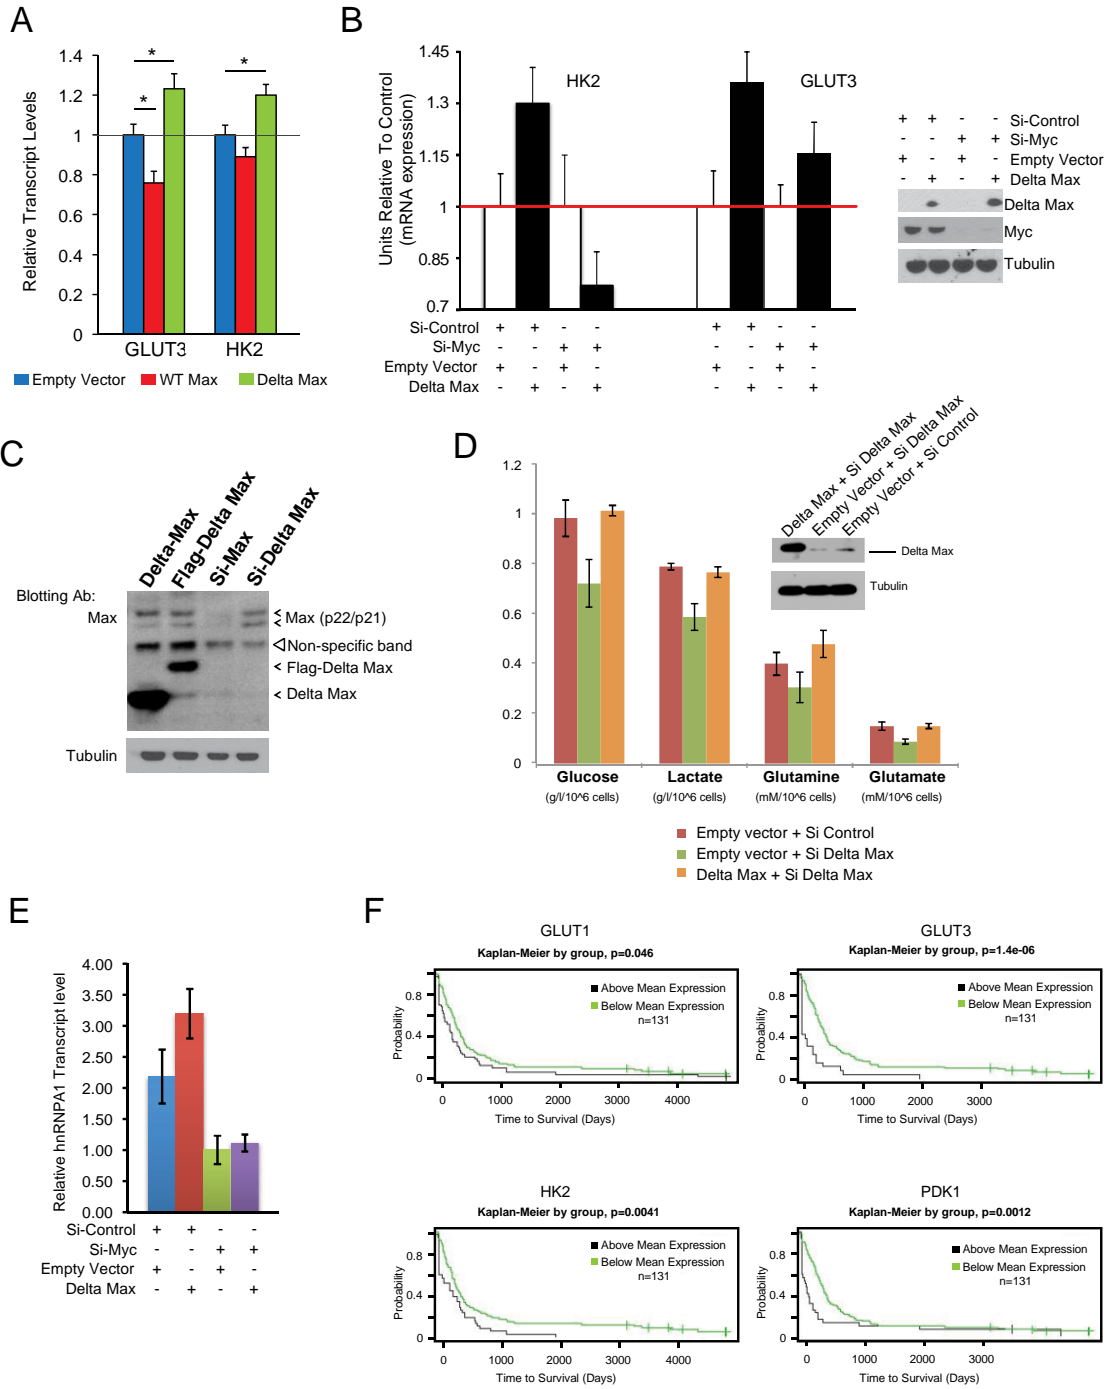 A
Relative Transcript Levels
1.4
1.2
1
0.8
0.6
0.4
0.2
0
*
*
*
GLUT3 HK2
Empty Vector WT Max Delta Max
B
Units Relative To Control
(mRNA expression)
1.45
1.3
1.15
1
0.85
0.7
HK2 GLUT3
Si-Control + + - - + + - -
Si-Myc - - + + - - + +
Empty Vector + - + - + - + -
Delta Max - + - + - + - +
+ + - - Si-Control
- - + + Si-Myc
+ - + - Empty Vector
- + - + Delta Max
Delta Max
Myc
Tubulin
C
Delta-Max
Flag-Delta Max
Si-Max
Si-Delta Max
Blotting Ab:
Max
Max (p22/p21)
Non-specific band
Flag-Delta Max
Delta Max
Tubulin
D
1.2
1
0.8
0.6
0.4
0.2
0
Delta Max + Si Delta Max
Empty Vector + Si Delta Max
Empty Vector + Si Control
Delta Max
Tubulin
Glucose Lactate Glutamine Glutamate
(g/l/10^6 cells) (g/l/10^6 cells) (mM/10^6 cells) (mM/10^6 cells)
Empty vector + Si Control
Empty vector + Si Delta Max
Delta Max + Si Delta Max
E
Relative hnRNPA1 Transcript level
4.00
3.50
3.00
2.50
2.00
1.50
1.00
0.50
0.00
Si-Control + + - -
Si-Myc - - + +
Empty Vector + - + -
Delta Max - + - +
F
GLUT1
Kaplan-Meier by group, p=0.046
Probability
0.8
0.4
0
Above Mean Expression
Below Mean Expression
n=131
0 1000 2000 3000 4000
Time to Survival (Days)
GLUT3
Kaplan-Meier by group, p=1.4e-06
Probability
0.8
0.4
0
Above Mean Expression
Below Mean Expression
n=131
0 1000 2000 3000
Time to Survival (Days)
HK2
Kaplan-Meier by group, p=0.0041
Probability
0.8
0.4
0
Above Mean Expression
Below Mean Expression
n=131
0 1000 2000 3000 4000
Time to Survival (Days)
PDK1
Kaplan-Meier by group, p=0.0012
Probability
0.8
0.4
0
Above Mean Expression
Below Mean Expression
n=131
0 1000 2000 3000
Time to Survival (Days)